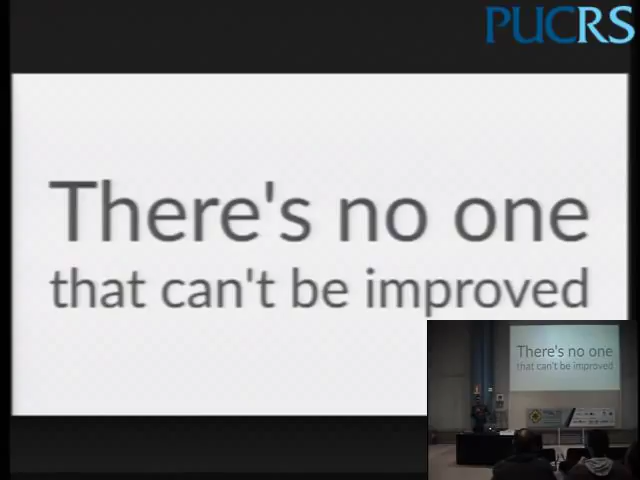 PUCRS
There's no one
that can't be improved
There's no one
that can't be improved